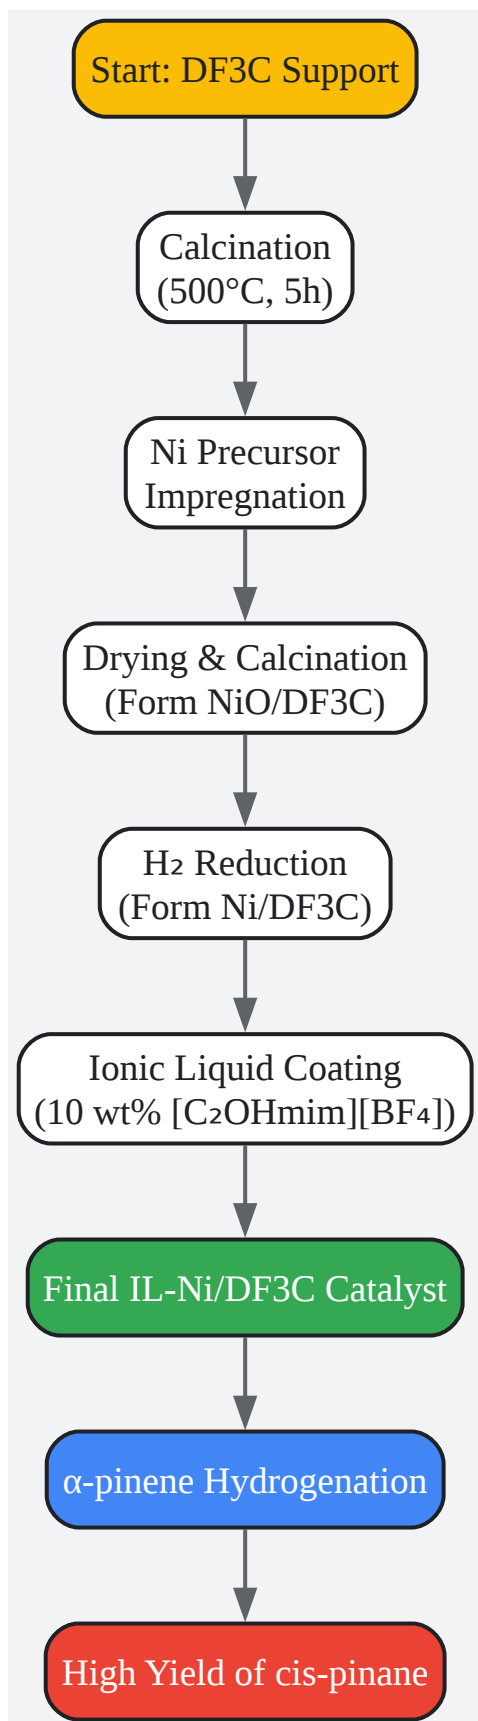 Start: DF3C Support
Calcination
(500°C, 5h)
Ni Precursor
Impregnation
Drying & Calcination
(Form NiO/DF3C)
H₂ Reduction
(Form Ni/DF3C)
Ionic Liquid Coating
(10 wt% [C₂OHmim][BF₄])
Final IL-Ni/DF3C Catalyst
α-pinene Hydrogenation
High Yield of cis-pinane